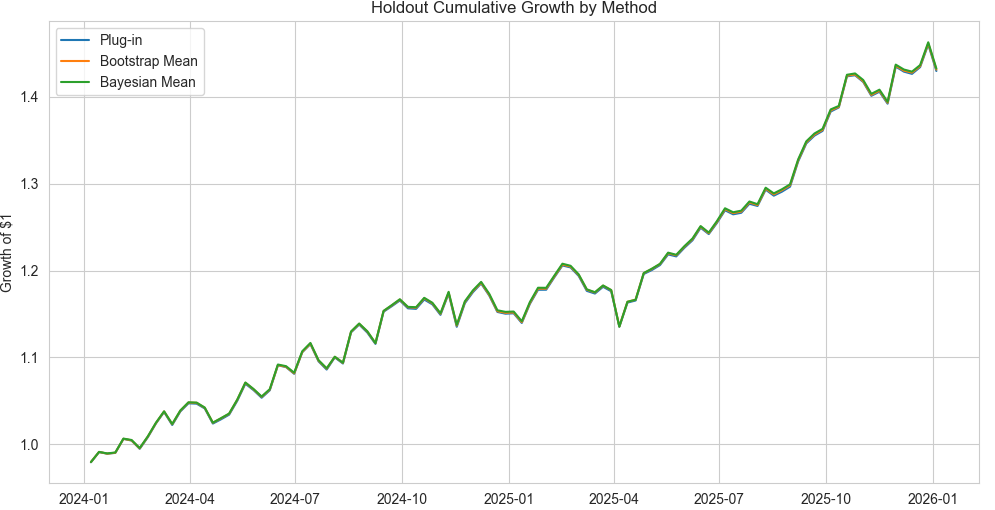 Holdout Cumulative Growth by Method
Plug-in
Bootstrap Mean
Bayesian Mean
Growth of $1
1.4
1.3
1.2
1.1
1.0
2024-01 2024-04 2024-07 2024-10 2025-01 2025-04 2025-07 2025-10 2026-01